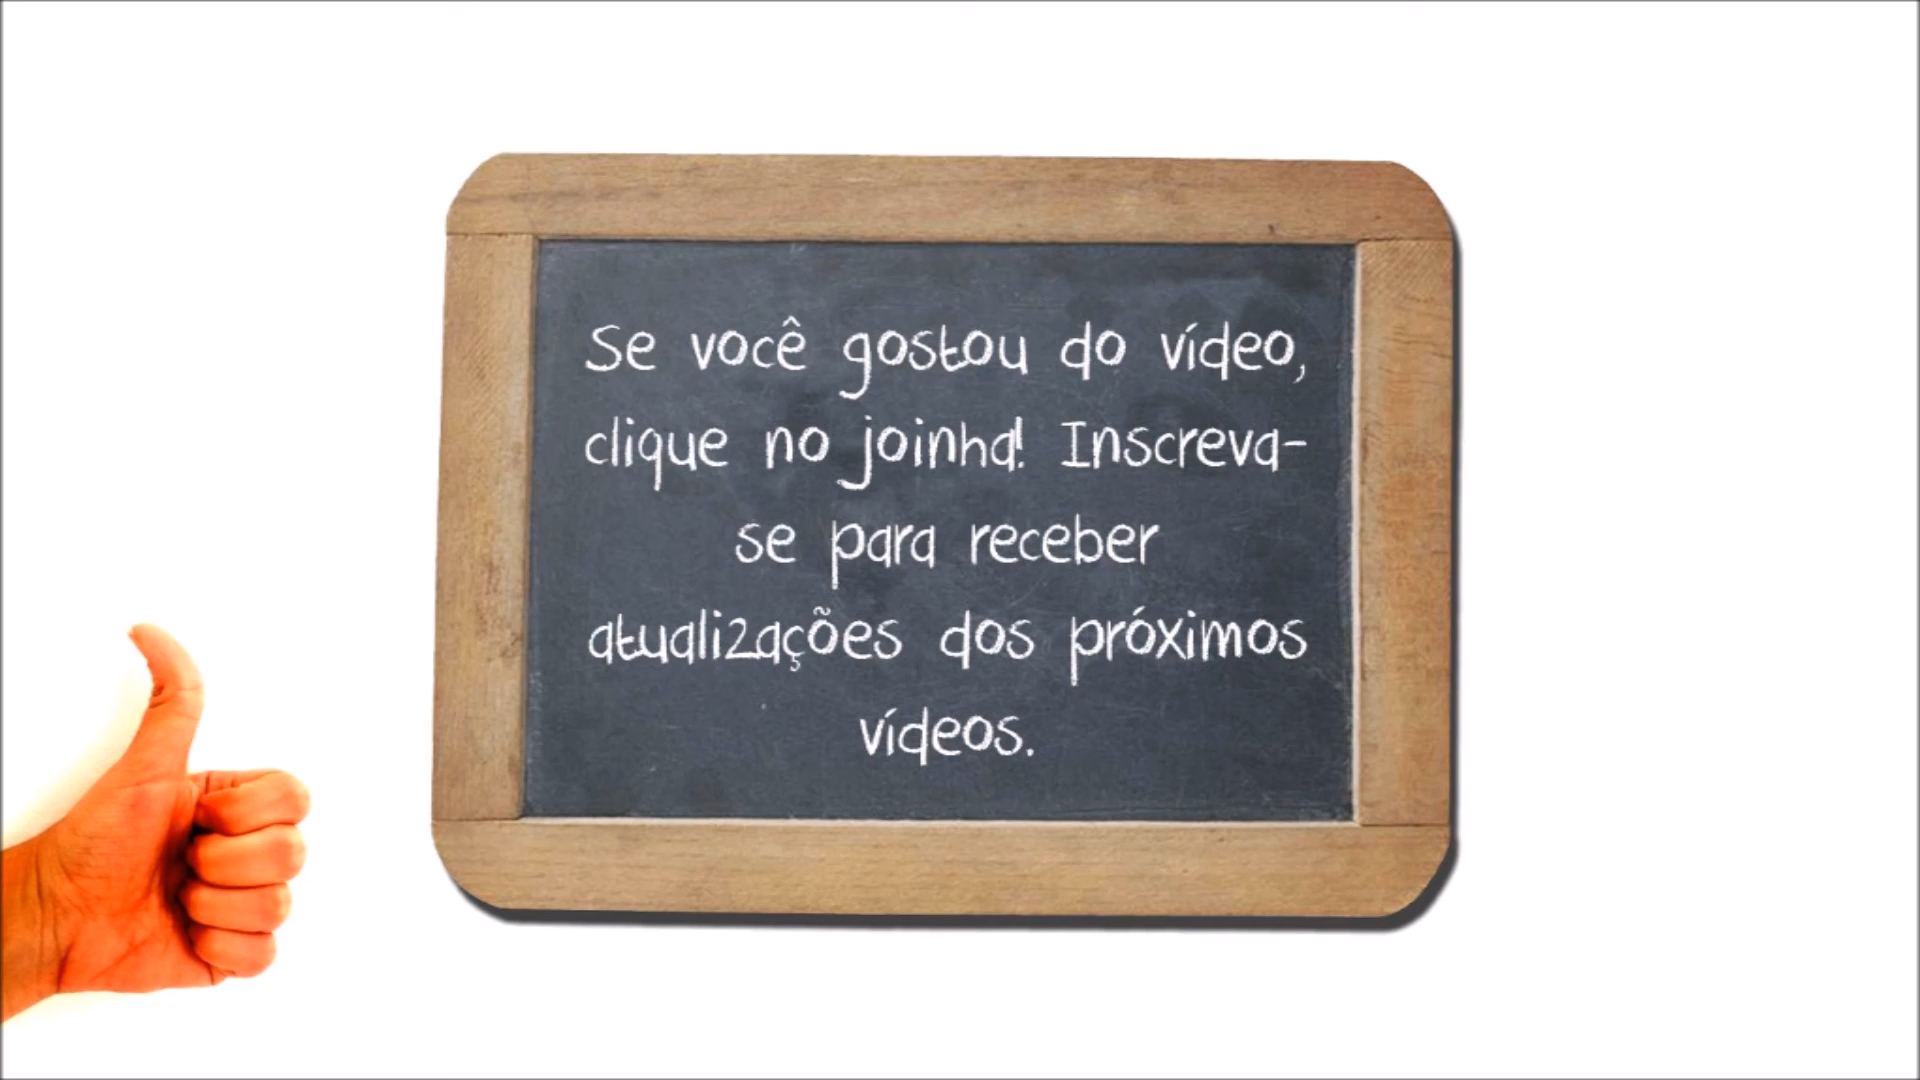 Se você gostou do vídeo,
clique no joinha! Inscreva-
se para receber
atualizações dos próximos
vídeos.